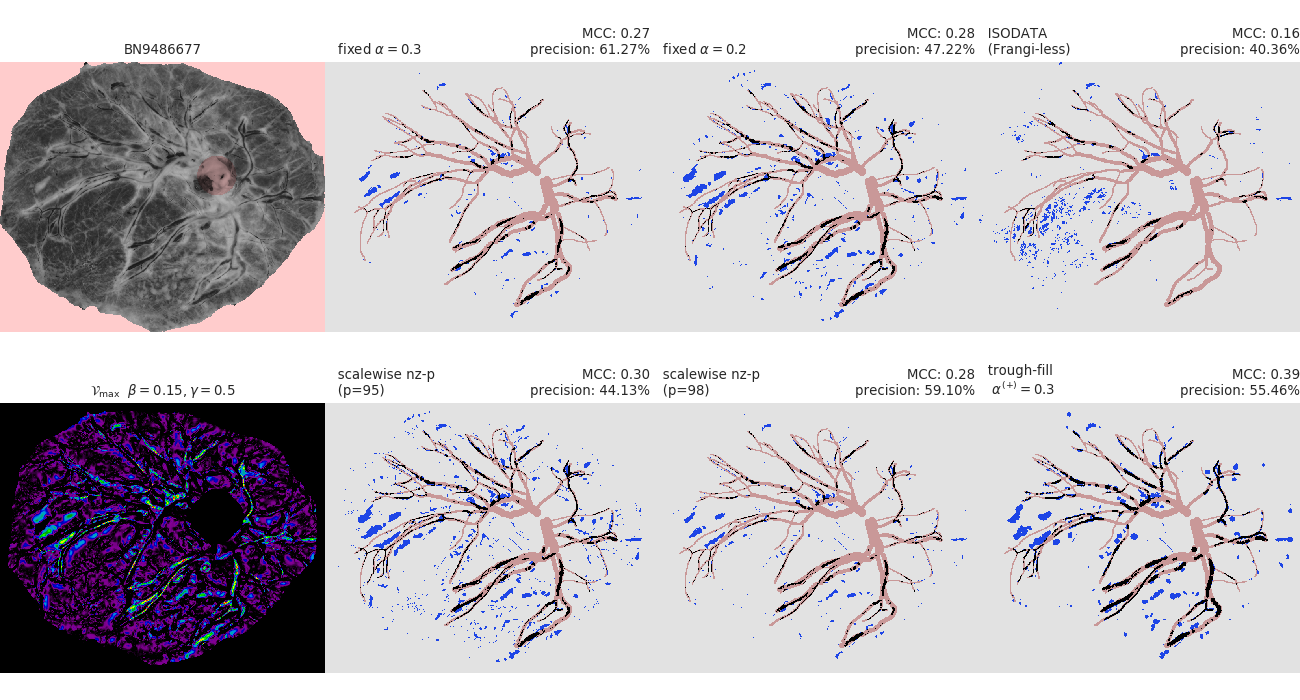 BN9486677
fixed α = 0.3
MCC: 0.27
precision: 61.27%
fixed α = 0.2
MCC: 0.28
precision: 47.22%
ISODATA
(Frangi-less)
MCC: 0.16
precision: 40.36%
𝒱max β = 0.15, γ = 0.5
scalewise nz-p
(p=95)
MCC: 0.30
precision: 44.13%
scalewise nz-p
(p=98)
MCC: 0.28
precision: 59.10%
trough-fill
α(+) = 0.3
MCC: 0.39
precision: 55.46%